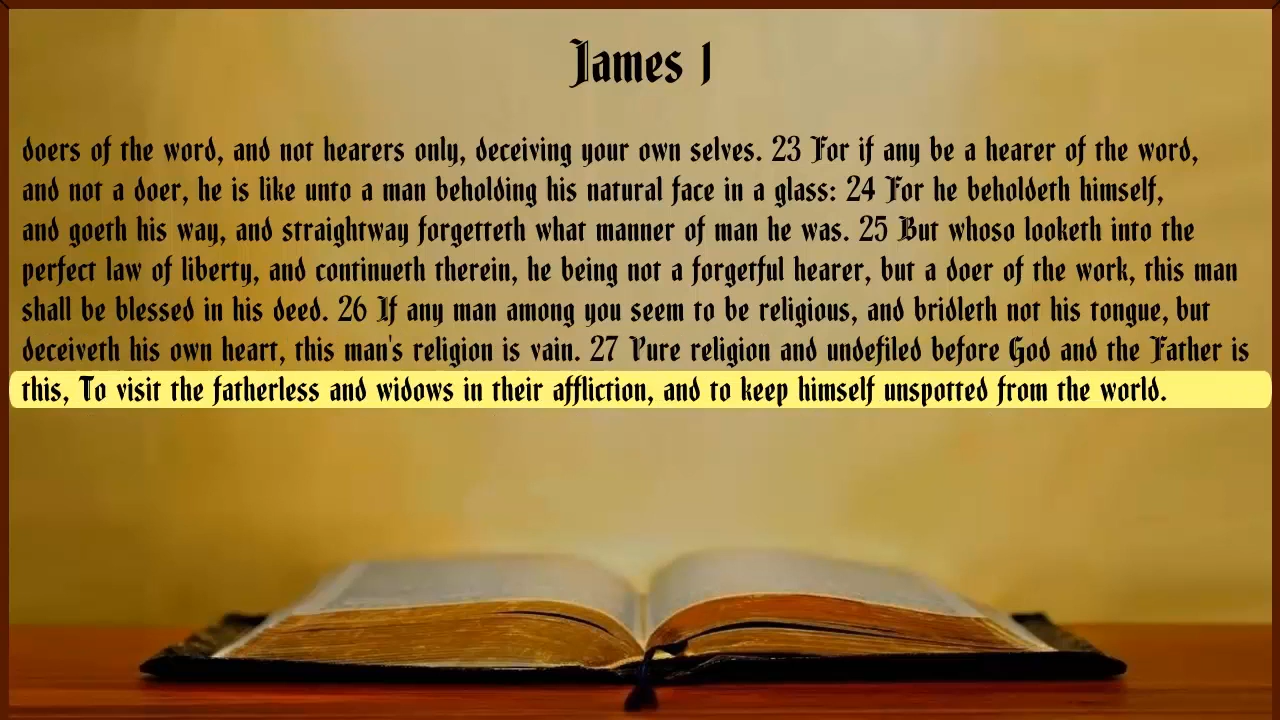 James 1
doers of the word, and not hearers only, deceiving your own selves. 23 For if any be a hearer of the word,
and not a doer, he is like unto a man beholding his natural face in a glass: 24 For he beholdeth himself,
and goeth his way, and straightway forgetteth what manner of man he was. 25 But whoso looketh into the
perfect law of liberty, and continueth therein, he being not a forgetful hearer, but a doer of the work, this man
shall be blessed in his deed. 26 If any man among you seem to be religious, and bridleth not his tongue, but
deceiveth his own heart, this man's religion is vain. 27 Pure religion and undefiled before God and the Father is
this, To visit the fatherless and widows in their affliction, and to keep himself unspotted from the world.